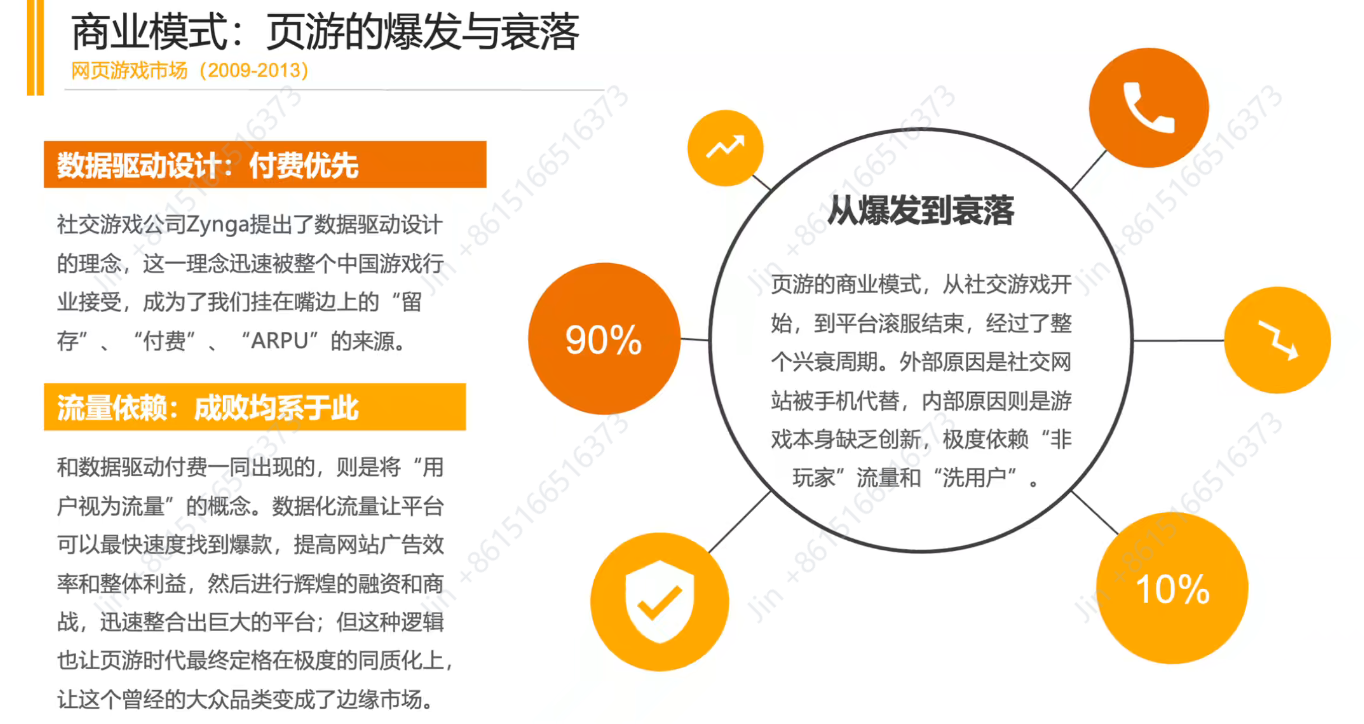 商业模式：页游的爆发与衰落
网页游戏市场（2009-2013）
数据驱动设计：付费优先
社交游戏公司Zynga提出了数据驱动设计
的理念，这一理念迅速被整个中国游戏行
业接受，成为了我们挂在嘴边上的“留
存”、“付费”、“ARPU”的来源。
流量依赖：成败均系于此
和数据驱动付费一同出现的，则是将“用
户视为流量”的概念。数据化流量让平台
可以最快速度找到爆款，提高网站广告效
率和整体利益，然后进行辉煌的融资和商
战，迅速整合出巨大的平台；但这种逻辑
也让页游时代最终定格在极度的同质化上，
让这个曾经的大众品类变成了边缘市场。
90%
从爆发到衰落
页游的商业模式，从社交游戏开
始，到平台滚服结束，经过了整
个兴衰周期。外部原因是社交网
站被手机代替，内部原因则是游
戏本身缺乏创新，极度依赖“非
玩家”流量和“洗用户”。
10%
Jin +8615166516373
Jin +8615166516373
Jin +8615166516373
Jin +8615166516373
Jin +8615166516373
Jin +8615166516373
Jin +8615166516373
Jin +8615166516373